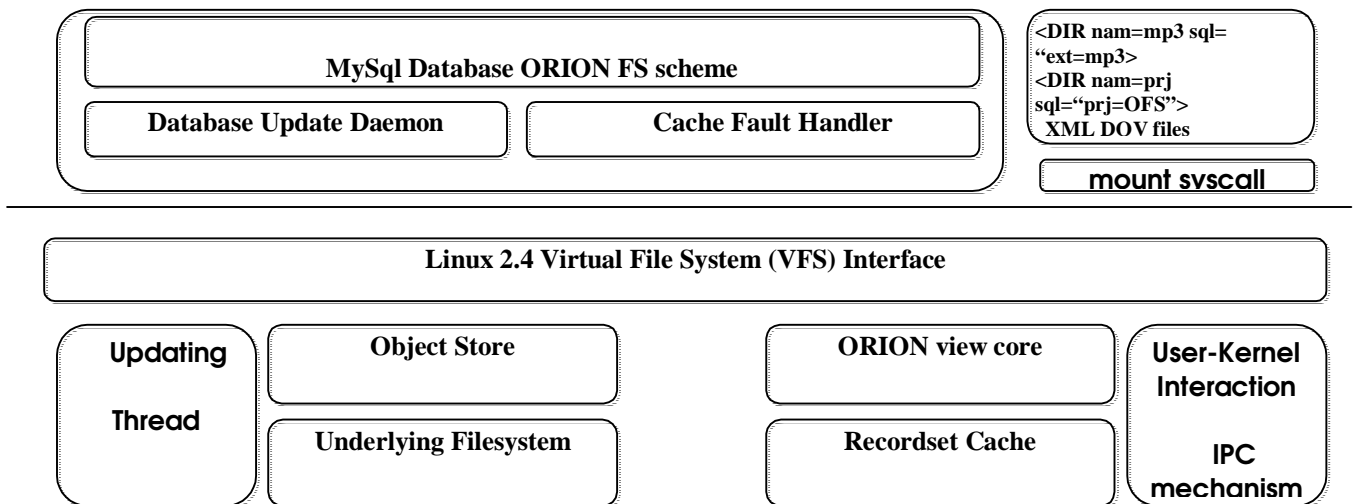 MySql Database ORION FS scheme
Database Update Daemon
Cache Fault Handler
<DIR nam=mp3 sql=
“ext=mp3>
<DIR nam=prj
sql=“prj=OFS”>
XML DOV files
mount syscall
Linux 2.4 Virtual File System (VFS) Interface
Updating
Thread
Object Store
Underlying Filesystem
ORION view core
Recordset Cache
User-Kernel
Interaction
IPC
mechanism